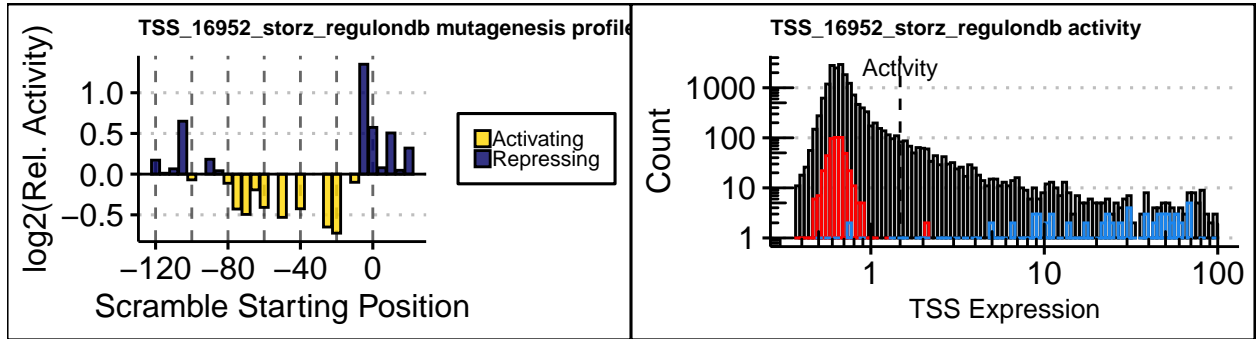 TSS_16952_storz_regulondb mutagenesis profile
log2(Rel. Activity)
1.0
0.5
0.0
−0.5
−120 −80 −40 0
Scramble Starting Position
Activating
Repressing
TSS_16952_storz_regulondb activity
Activity
Count
1000
100
10
1
1 10 100
TSS Expression